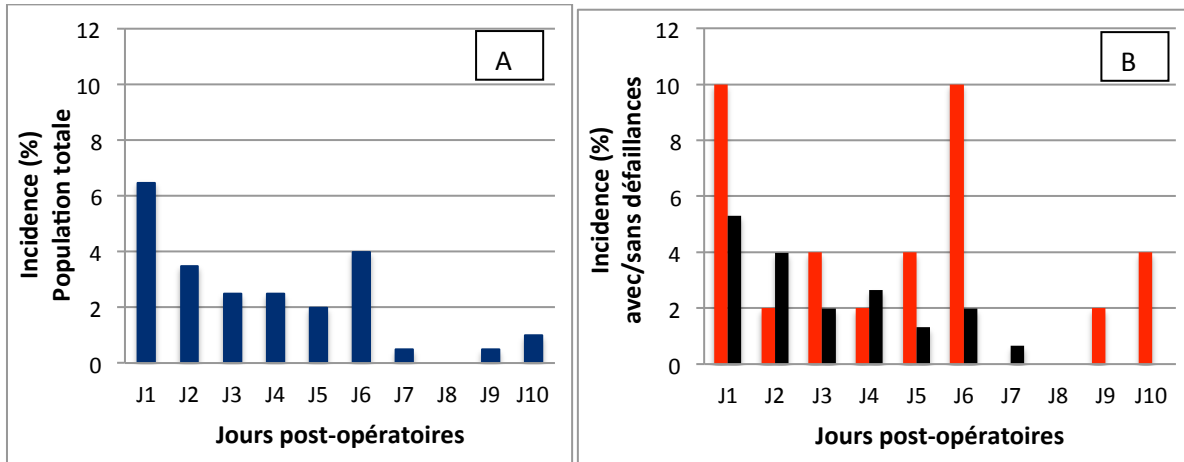 A
Incidence (%)
Population totale
12
10
8
6
4
2
0
J1 J2 J3 J4 J5 J6 J7 J8 J9 J10
Jours post-opératoires
B
Incidence (%)
avec/sans défaillances
12
10
8
6
4
2
0
J1 J2 J3 J4 J5 J6 J7 J8 J9 J10
Jours post-opératoires